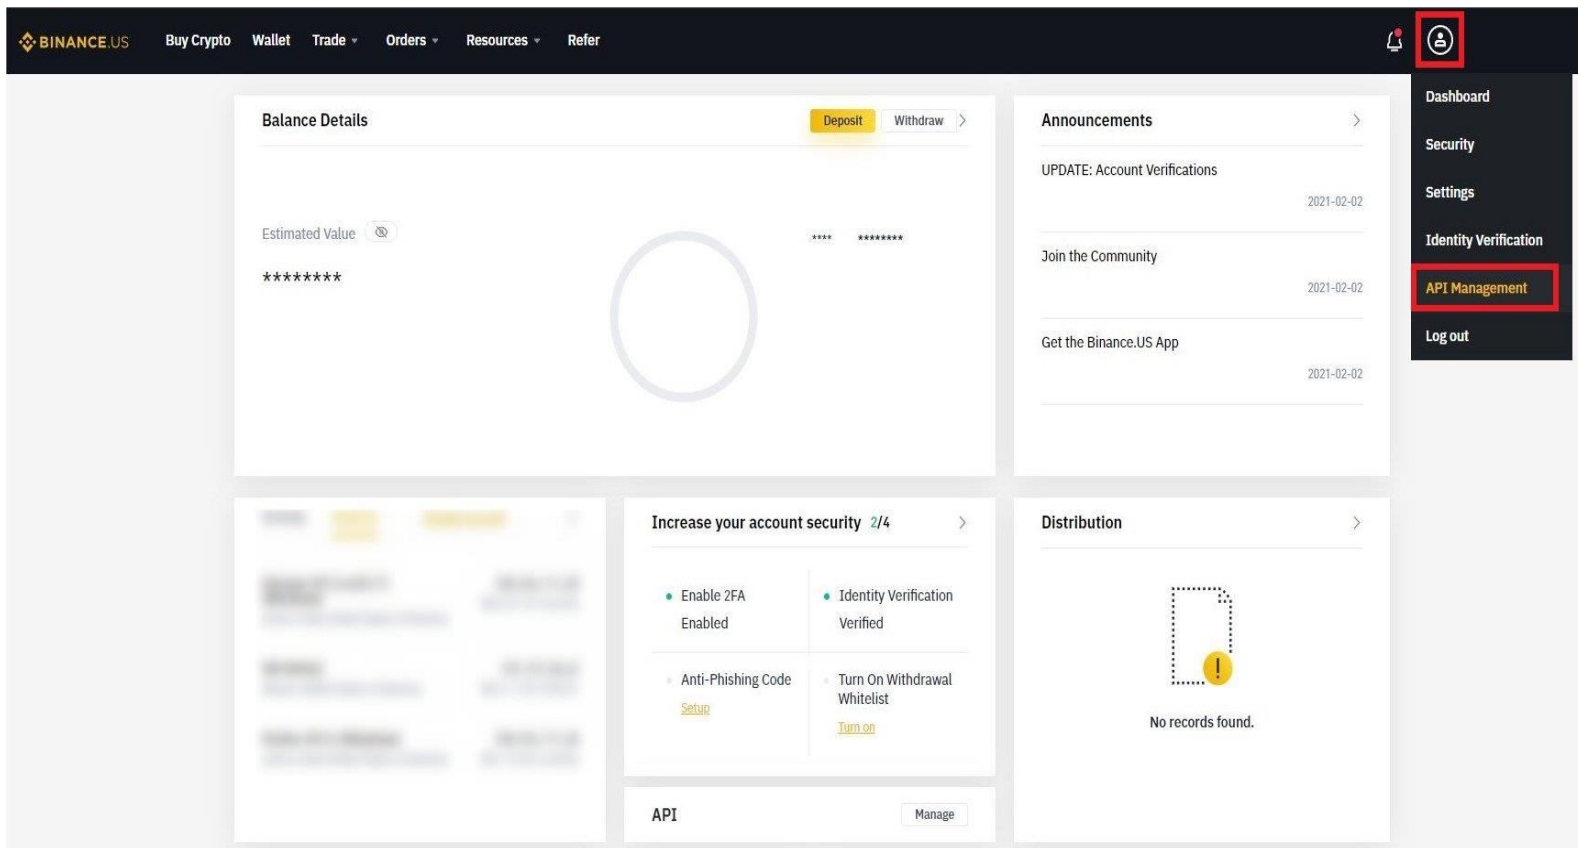 BINANCE.US Buy Crypto Wallet Trade Orders Resources Refer
Dashboard
Security
Settings
Identity Verification
API Management
Log out
Balance Details Deposit Withdraw
Estimated Value
**** ********
********
Announcements
UPDATE: Account Verifications
2021-02-02
Join the Community
2021-02-02
Get the Binance.US App
2021-02-02
Increase your account security 2/4
Enable 2FA
Enabled
Identity Verification
Verified
Anti-Phishing Code
Setup
Turn On Withdrawal
Whitelist
Turn on
Distribution
No records found.
API Manage